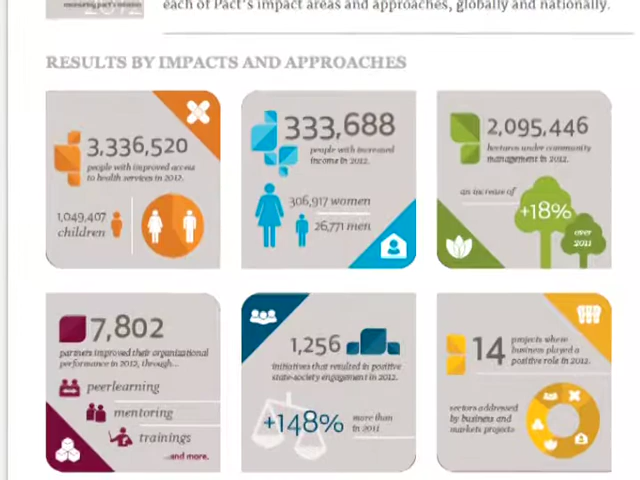 measuring pact's mission
2012
each of Pact's impact areas and approaches, globally and nationally.
RESULTS BY IMPACTS AND APPROACHES
3,336,520
people with improved access
to health services in 2012.
1,049,407
children
333,688
people with increased
income in 2012.
306,917 women
26,771 men
2,095,446
hectares under community
management in 2012.
an increase of
+18%
over
2011
7,802
partners improved their organizational
performance in 2012, through...
peerlearning
mentoring
trainings
...and more.
1,256
initiatives that resulted in positive
state-society engagement in 2012.
+148%
more than
in 2011
14
projects where
business played a
positive role in 2012.
sectors addressed
by business and
markets projects